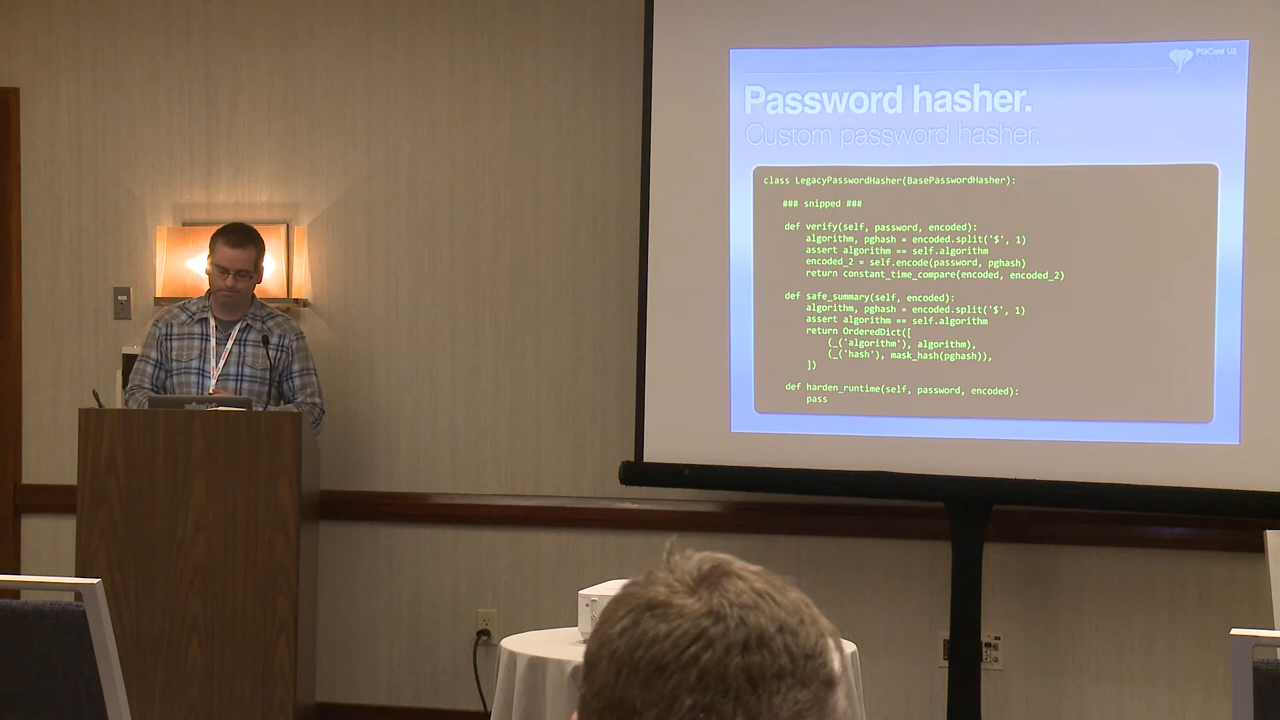 PGConf US
Password hasher.
Custom password hasher.
class LegacyPasswordHasher(BasePasswordHasher):
### snipped ###
def verify(self, password, encoded):
algorithm, pghash = encoded.split('$', 1)
assert algorithm == self.algorithm
encoded_2 = self.encode(password, pghash)
return constant_time_compare(encoded, encoded_2)
def safe_summary(self, encoded):
algorithm, pghash = encoded.split('$', 1)
assert algorithm == self.algorithm
return OrderedDict([
(_('algorithm'), algorithm),
(_('hash'), mask_hash(pghash)),
])
def harden_runtime(self, password, encoded):
pass